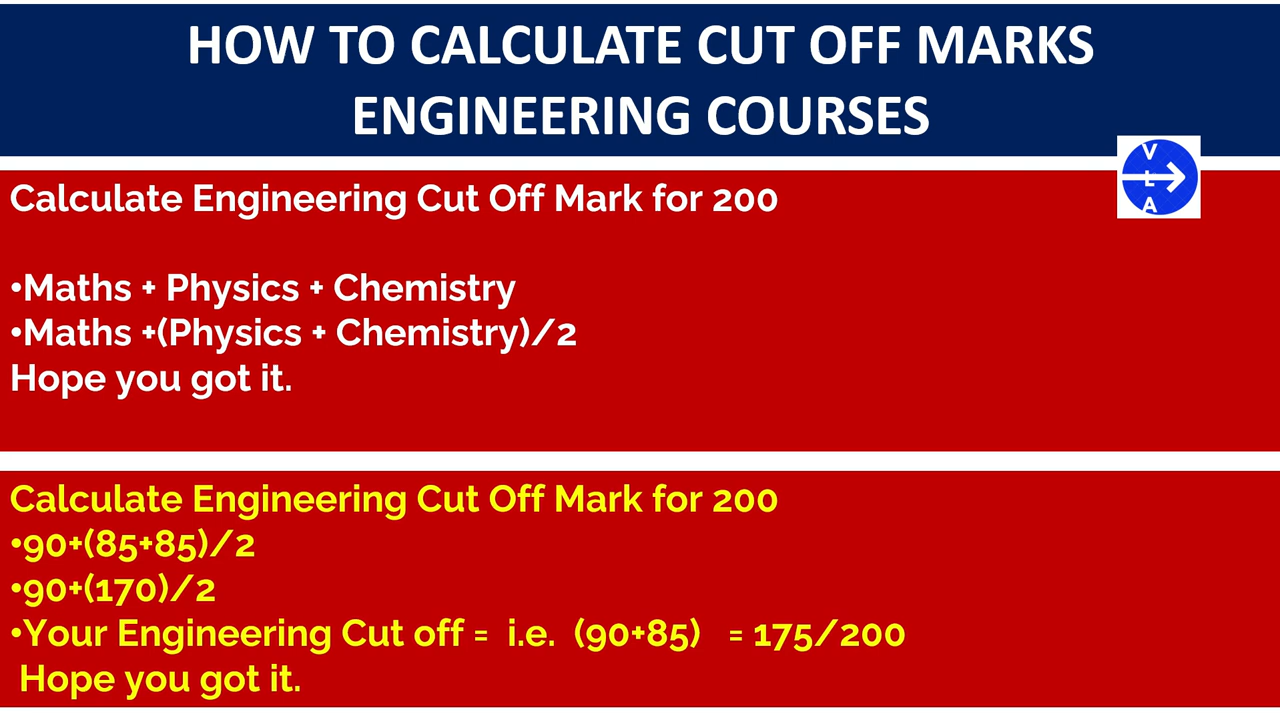 HOW TO CALCULATE CUT OFF MARKS
ENGINEERING COURSES
V
L
A
Calculate Engineering Cut Off Mark for 200
•Maths + Physics + Chemistry
•Maths +(Physics + Chemistry)/2
Hope you got it.
Calculate Engineering Cut Off Mark for 200
•90+(85+85)/2
•90+(170)/2
•Your Engineering Cut off = i.e. (90+85) = 175/200
Hope you got it.